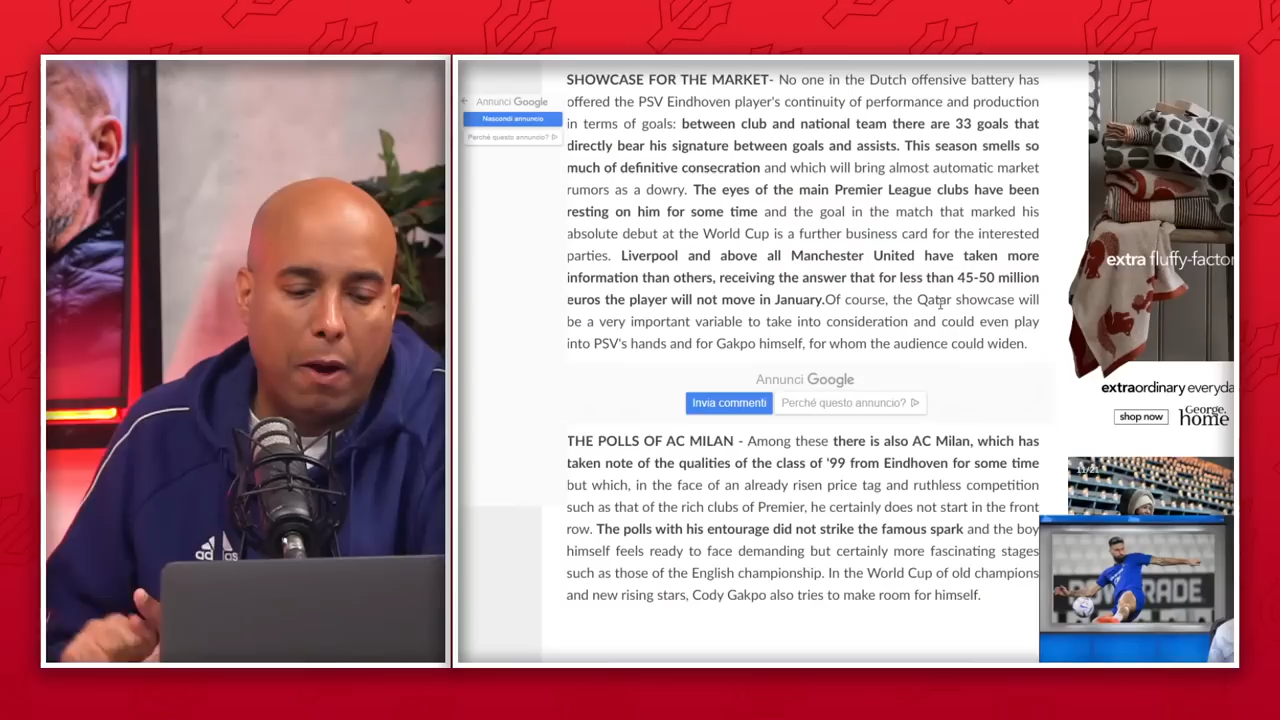 SHOWCASE FOR THE MARKET- No one in the Dutch offensive battery has
offered the PSV Eindhoven player's continuity of performance and production
in terms of goals: between club and national team there are 33 goals that
directly bear his signature between goals and assists. This season smells so
much of definitive consecration and which will bring almost automatic market
rumors as a dowry. The eyes of the main Premier League clubs have been
resting on him for some time and the goal in the match that marked his
absolute debut at the World Cup is a further business card for the interested
parties. Liverpool and above all Manchester United have taken more
information than others, receiving the answer that for less than 45-50 million
euros the player will not move in January.Of course, the Qatar showcase will
be a very important variable to take into consideration and could even play
into PSV's hands and for Gakpo himself, for whom the audience could widen.
Annunci Google
Nascondi annuncio
Perché questo annuncio?
Annunci Google
Invia commenti
Perché questo annuncio?
THE POLLS OF AC MILAN - Among these there is also AC Milan, which has
taken note of the qualities of the class of '99 from Eindhoven for some time
but which, in the face of an already risen price tag and ruthless competition
such as that of the rich clubs of Premier, he certainly does not start in the front
row. The polls with his entourage did not strike the famous spark and the boy
himself feels ready to face demanding but certainly more fascinating stages
such as those of the English championship. In the World Cup of old champions
and new rising stars, Cody Gakpo also tries to make room for himself.
extra fluffy-factor
extraordinary everyda
shop now
George.
home
11/21
POWERADE
adidas